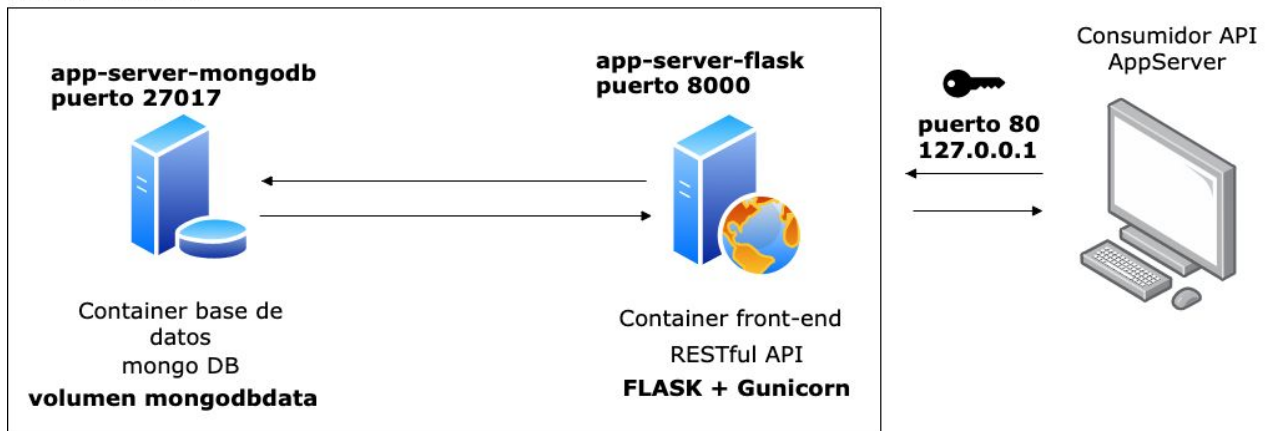 app-server-mongodb
puerto 27017
Container base de
datos
mongo DB
volumen mongodbdata
app-server-flask
puerto 8000
Container front-end
RESTful API
FLASK + Gunicorn
puerto 80
127.0.0.1
Consumidor API
AppServer